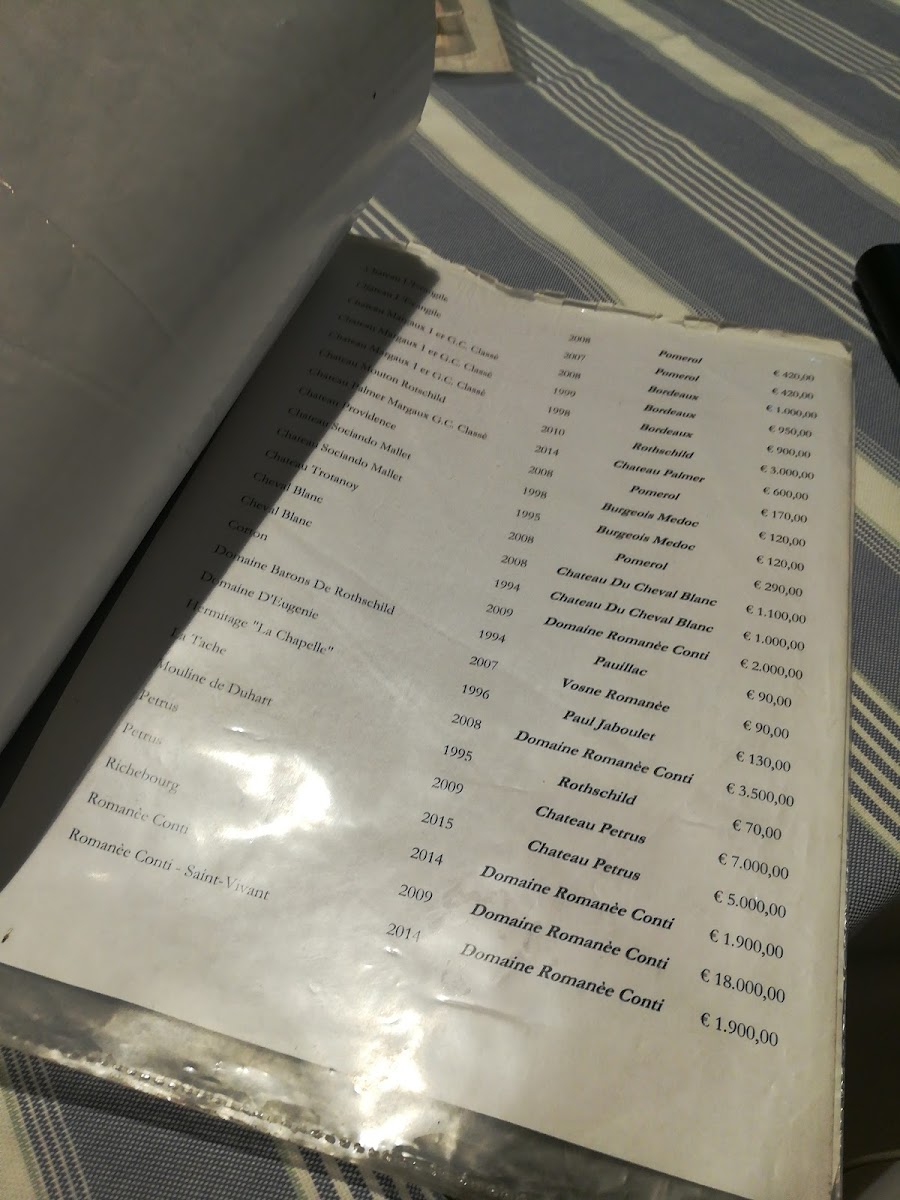 Chateau L'Evangile 2008 Pomerol € 420,00
Chateau L'Evangile 2007 Pomerol € 420,00
Chateau Margaux 1 er G.C. Classé 2008 Bordeaux € 1.000,00
Chateau Margaux 1 er G.C. Classé 1999 Bordeaux € 950,00
Chateau Margaux 1 er G.C. Classé 1998 Bordeaux € 900,00
Chateau Mouton Rotschild 2010 Rothschild € 3.000,00
Chateau Palmer Margaux G.C. Classé 2014 Chateau Palmer € 600,00
Chateau Providence 2008 Pomerol € 170,00
Chateau Sociando Mallet 1998 Burgeois Medoc € 120,00
Chateau Sociando Mallet 1995 Burgeois Medoc € 120,00
Chateau Trotanoy 2008 Pomerol € 290,00
Cheval Blanc 2008 Chateau Du Cheval Blanc € 1.100,00
Cheval Blanc 1994 Chateau Du Cheval Blanc € 1.000,00
Corton 2009 Domaine Romanèe Conti € 2.000,00
Domaine Barons De Rothschild 1994 Pauillac € 90,00
Domaine D'Eugenie 2007 Vosne Romanèe € 90,00
Hermitage "La Chapelle" 1996 Paul Jaboulet € 130,00
La Tache 2008 Domaine Romanèe Conti € 3.500,00
Mouline de Duhart 1995 Rothschild € 70,00
Petrus 2009 Chateau Petrus € 7.000,00
Petrus 2015 Chateau Petrus € 5.000,00
Richebourg 2014 Domaine Romanèe Conti € 1.900,00
Romanèe Conti 2009 Domaine Romanèe Conti € 18.000,00
Romanèe Conti - Saint-Vivant 2014 Domaine Romanèe Conti € 1.900,00